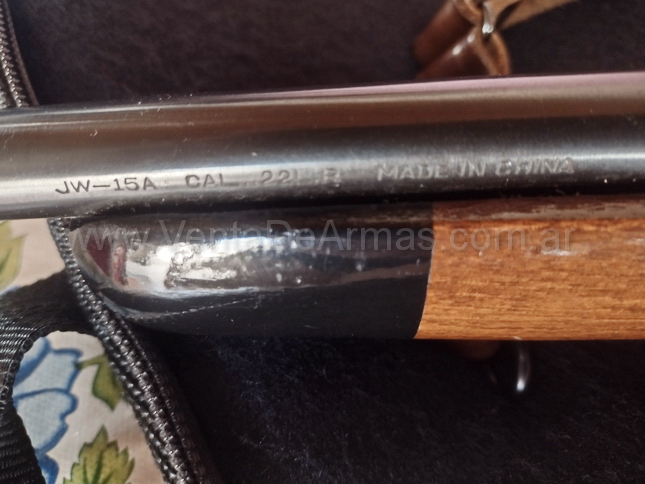 JW-15A CAL .22L R MADE IN CHINA
www.VentaDeArmas.com.ar